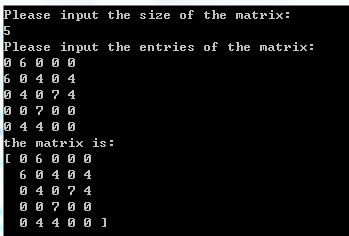 Please input the size of the matrix:
5
Please input the entries of the matrix:
0 6 0 0 0
6 0 4 0 4
0 4 0 7 4
0 0 7 0 0
0 4 4 0 0
the matrix is:
[ 0 6 0 0 0
6 0 4 0 4
0 4 0 7 4
0 0 7 0 0
0 4 4 0 0 ]